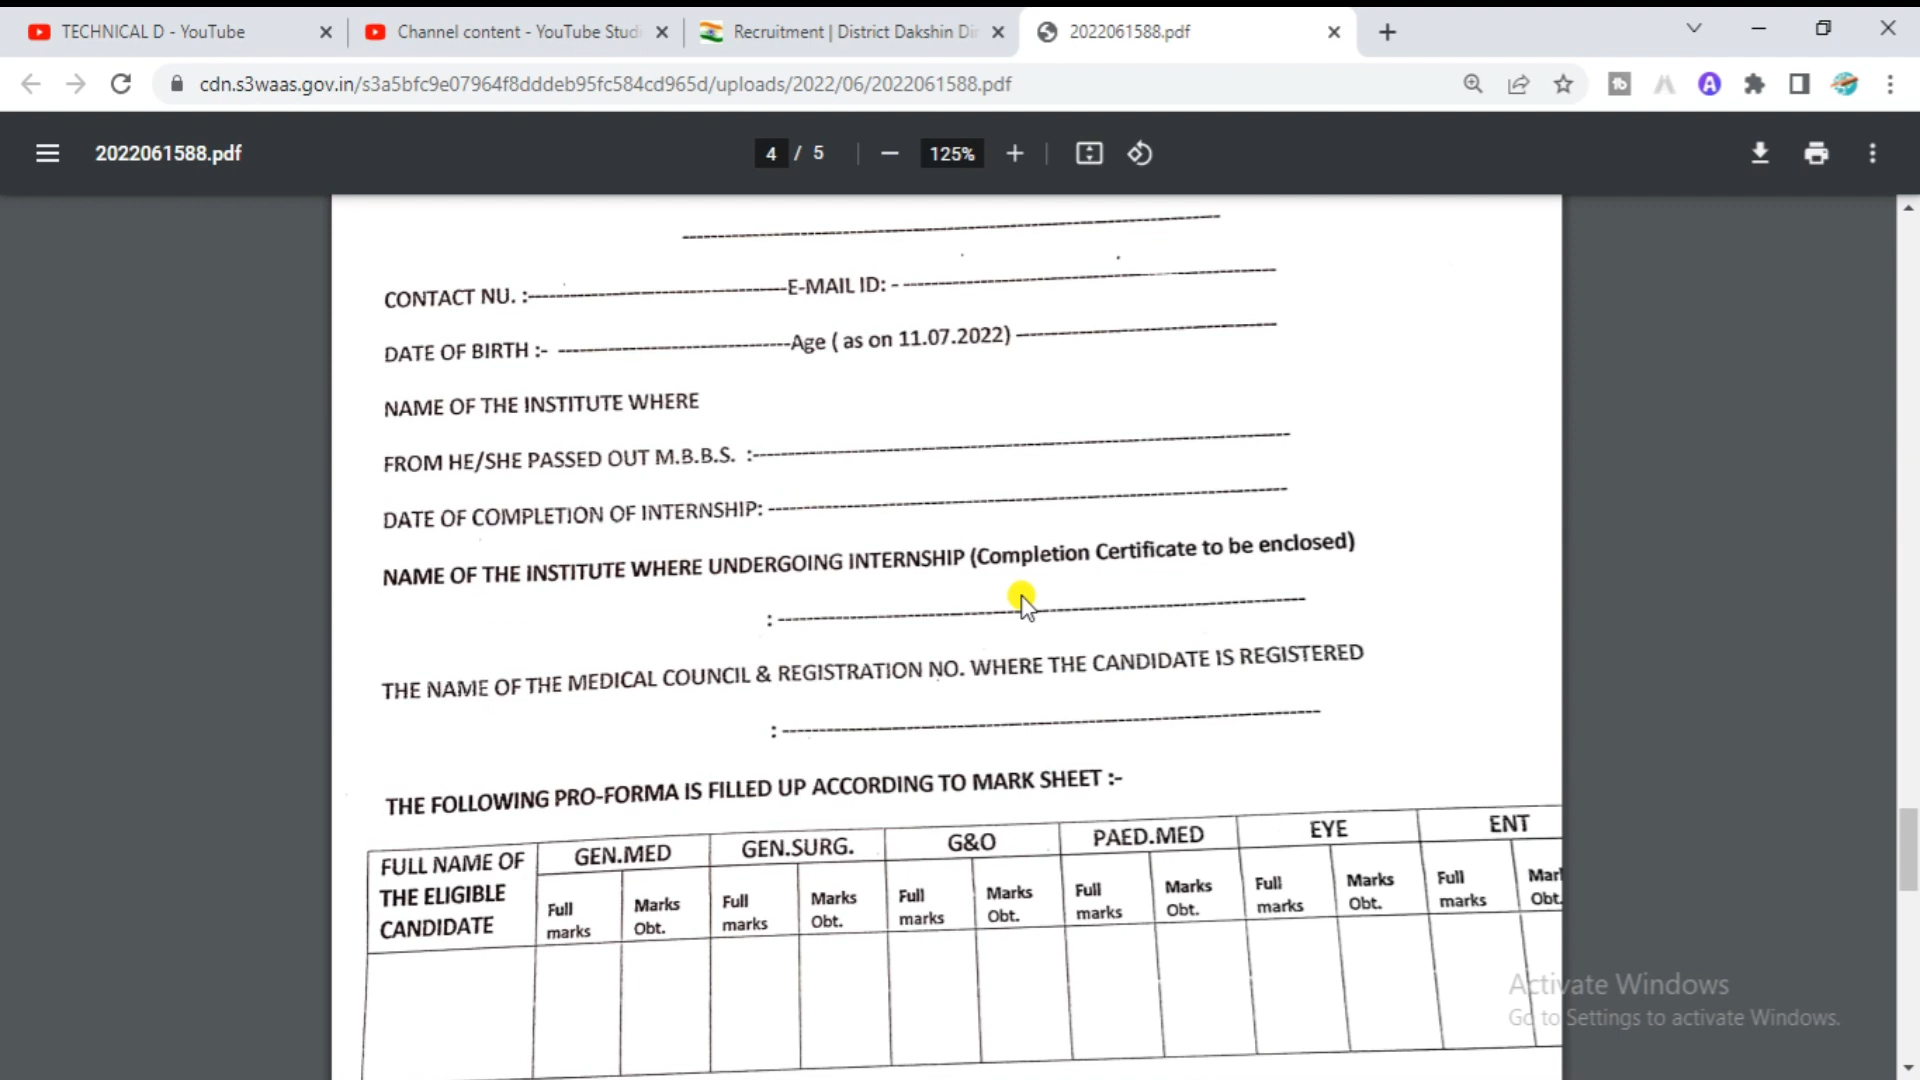 TECHNICAL D - YouTube
Channel content - YouTube Studi
Recruitment | District Dakshin Din
2022061588.pdf
cdn.s3waas.gov.in/s3a5bfc9e07964f8dddeb95fc584cd965d/uploads/2022/06/2022061588.pdf
2022061588.pdf
4 / 5
125%
CONTACT NU. :- E-MAIL ID: -
DATE OF BIRTH :- Age ( as on 11.07.2022)
NAME OF THE INSTITUTE WHERE
FROM HE/SHE PASSED OUT M.B.B.S. :-
DATE OF COMPLETION OF INTERNSHIP:
NAME OF THE INSTITUTE WHERE UNDERGOING INTERNSHIP (Completion Certificate to be enclosed)
:
THE NAME OF THE MEDICAL COUNCIL & REGISTRATION NO. WHERE THE CANDIDATE IS REGISTERED
:
THE FOLLOWING PRO-FORMA IS FILLED UP ACCORDING TO MARK SHEET :-
FULL NAME OF THE ELIGIBLE CANDIDATE
GEN.MED GEN.SURG. G&O PAED.MED EYE ENT
Full marks Marks Obt. Full marks Marks Obt. Full marks Marks Obt. Full marks Marks Obt. Full marks Marks Obt. Full marks Mar Obt.
Activate Windows
Go to Settings to activate Windows.